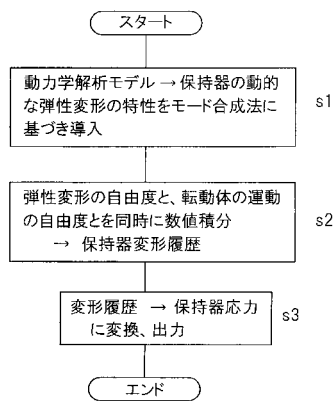 スタート
動力学解析モデル → 保持器の動的
な弾性変形の特性をモード合成法に
基づき導入
s1
弾性変形の自由度と、転動体の運動
の自由度とを同時に数値積分
→ 保持器変形履歴
s2
変形履歴 → 保持器応力
に変換、出力
s3
エンド